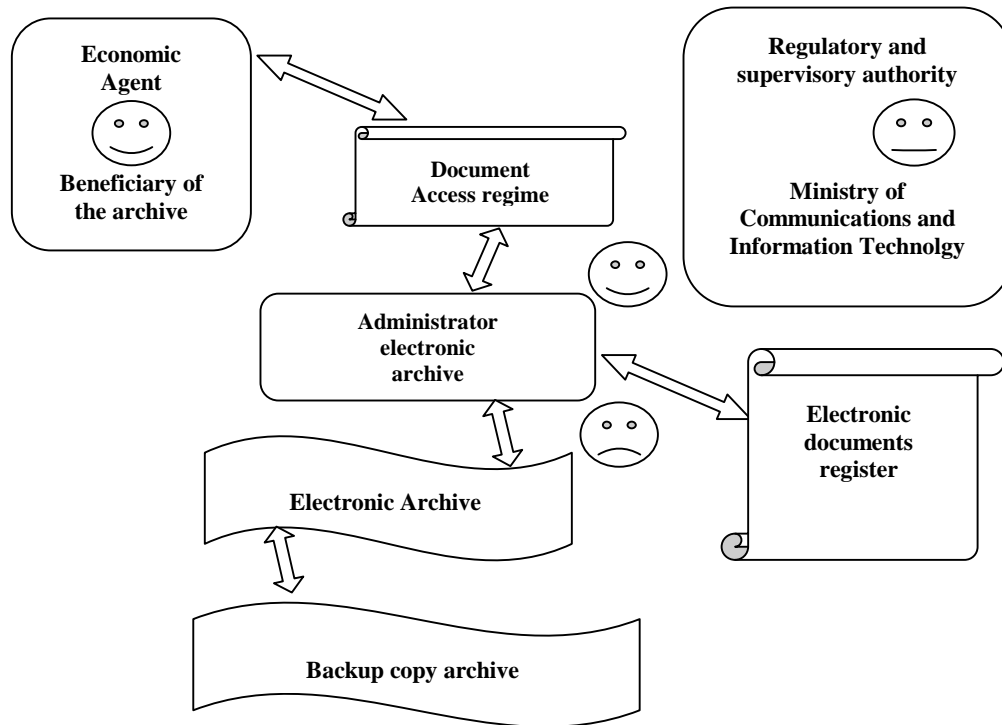 Economic
Agent
Beneficiary of
the archive
Regulatory and
supervisory authority
Ministry of
Communications and
Information Technolgy
Document
Access regime
Administrator
electronic
archive
Electronic
documents
register
Electronic Archive
Backup copy archive